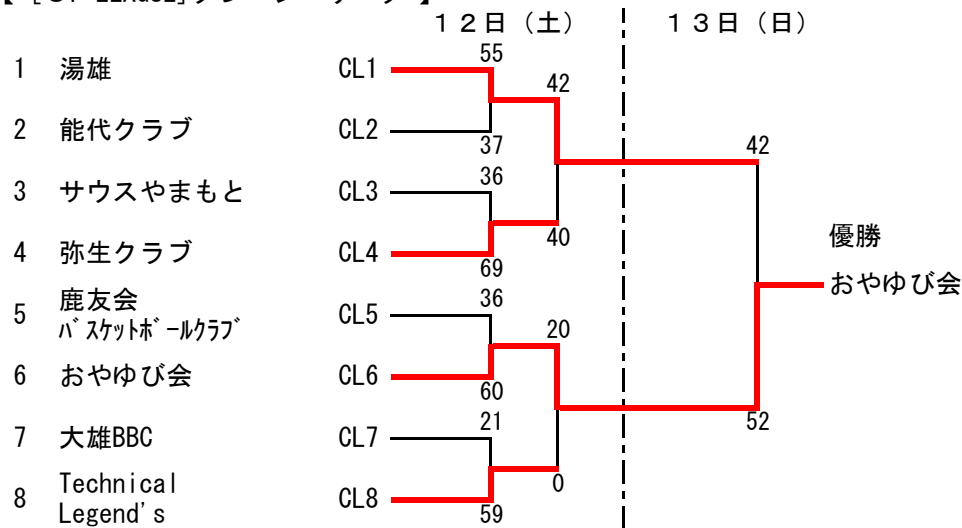 12日（土）　13日（日）
55
1 湯雄 CL1
42
2 能代クラブ CL2
37
42
36
3 サウスやまもと CL3
40
優勝
4 弥生クラブ CL4
69
おやゆび会
36
5 鹿友会
ﾊﾞｽｹｯﾄﾎﾞｰﾙｸﾗﾌﾞ CL5
20
6 おやゆび会 CL6
60
52
21
7 大雄BBC CL7
0
8 Technical
Legend's CL8
59